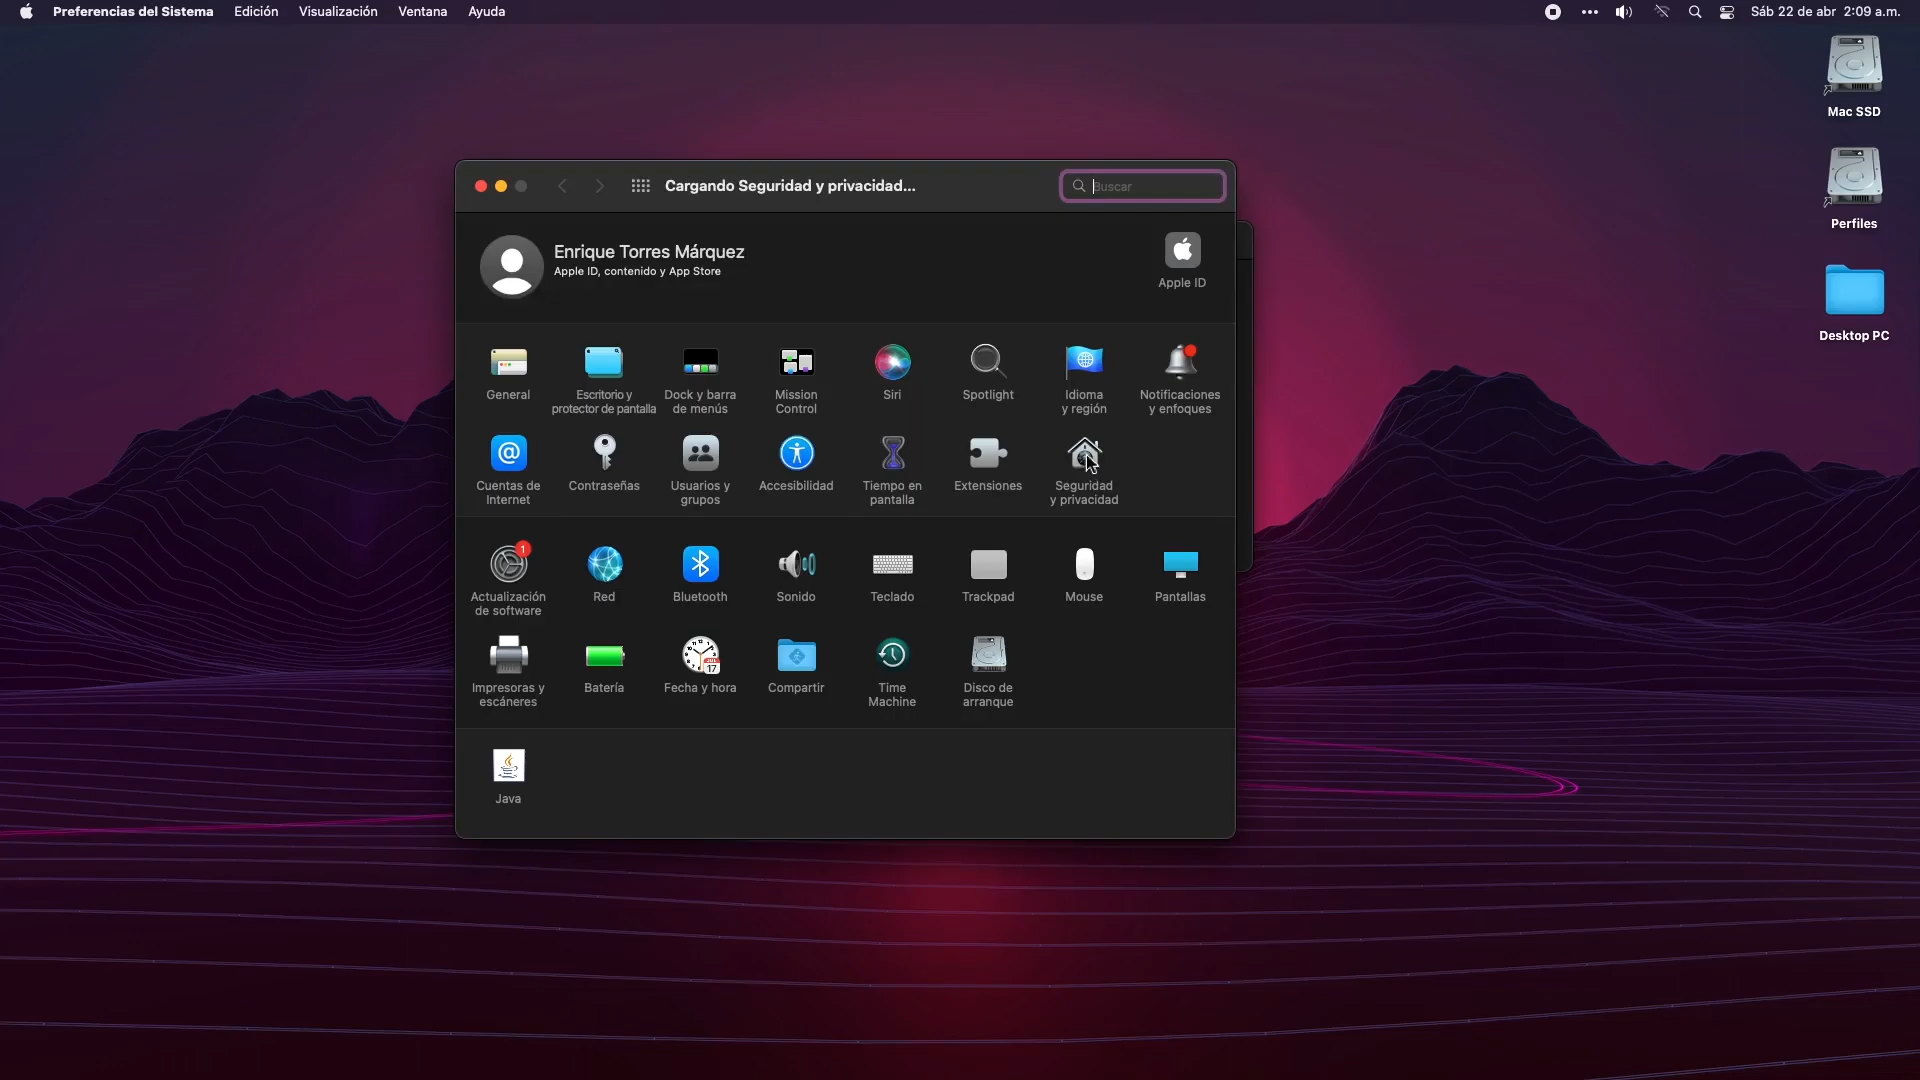 Preferencias del Sistema Edición Visualización Ventana Ayuda Sáb 22 de abr 2:09 a.m.
Mac SSD
Perfiles
Desktop PC
Cargando Seguridad y privacidad...
Buscar
Enrique Torres Márquez
Apple ID, contenido y App Store
Apple ID
General
Escritorio y
protector de pantalla
Dock y barra
de menús
Mission
Control
Siri
Spotlight
Idioma
y región
Notificaciones
y enfoques
Cuentas de
Internet
Contraseñas
Usuarios y
grupos
Accesibilidad
Tiempo en
pantalla
Extensiones
Seguridad
y privacidad
1
Actualización
de software
Red
Bluetooth
Sonido
Teclado
Trackpad
Mouse
Pantallas
Impresoras y
escáneres
Batería
JUL
17
Fecha y hora
Compartir
Time
Machine
Disco de
arranque
Java